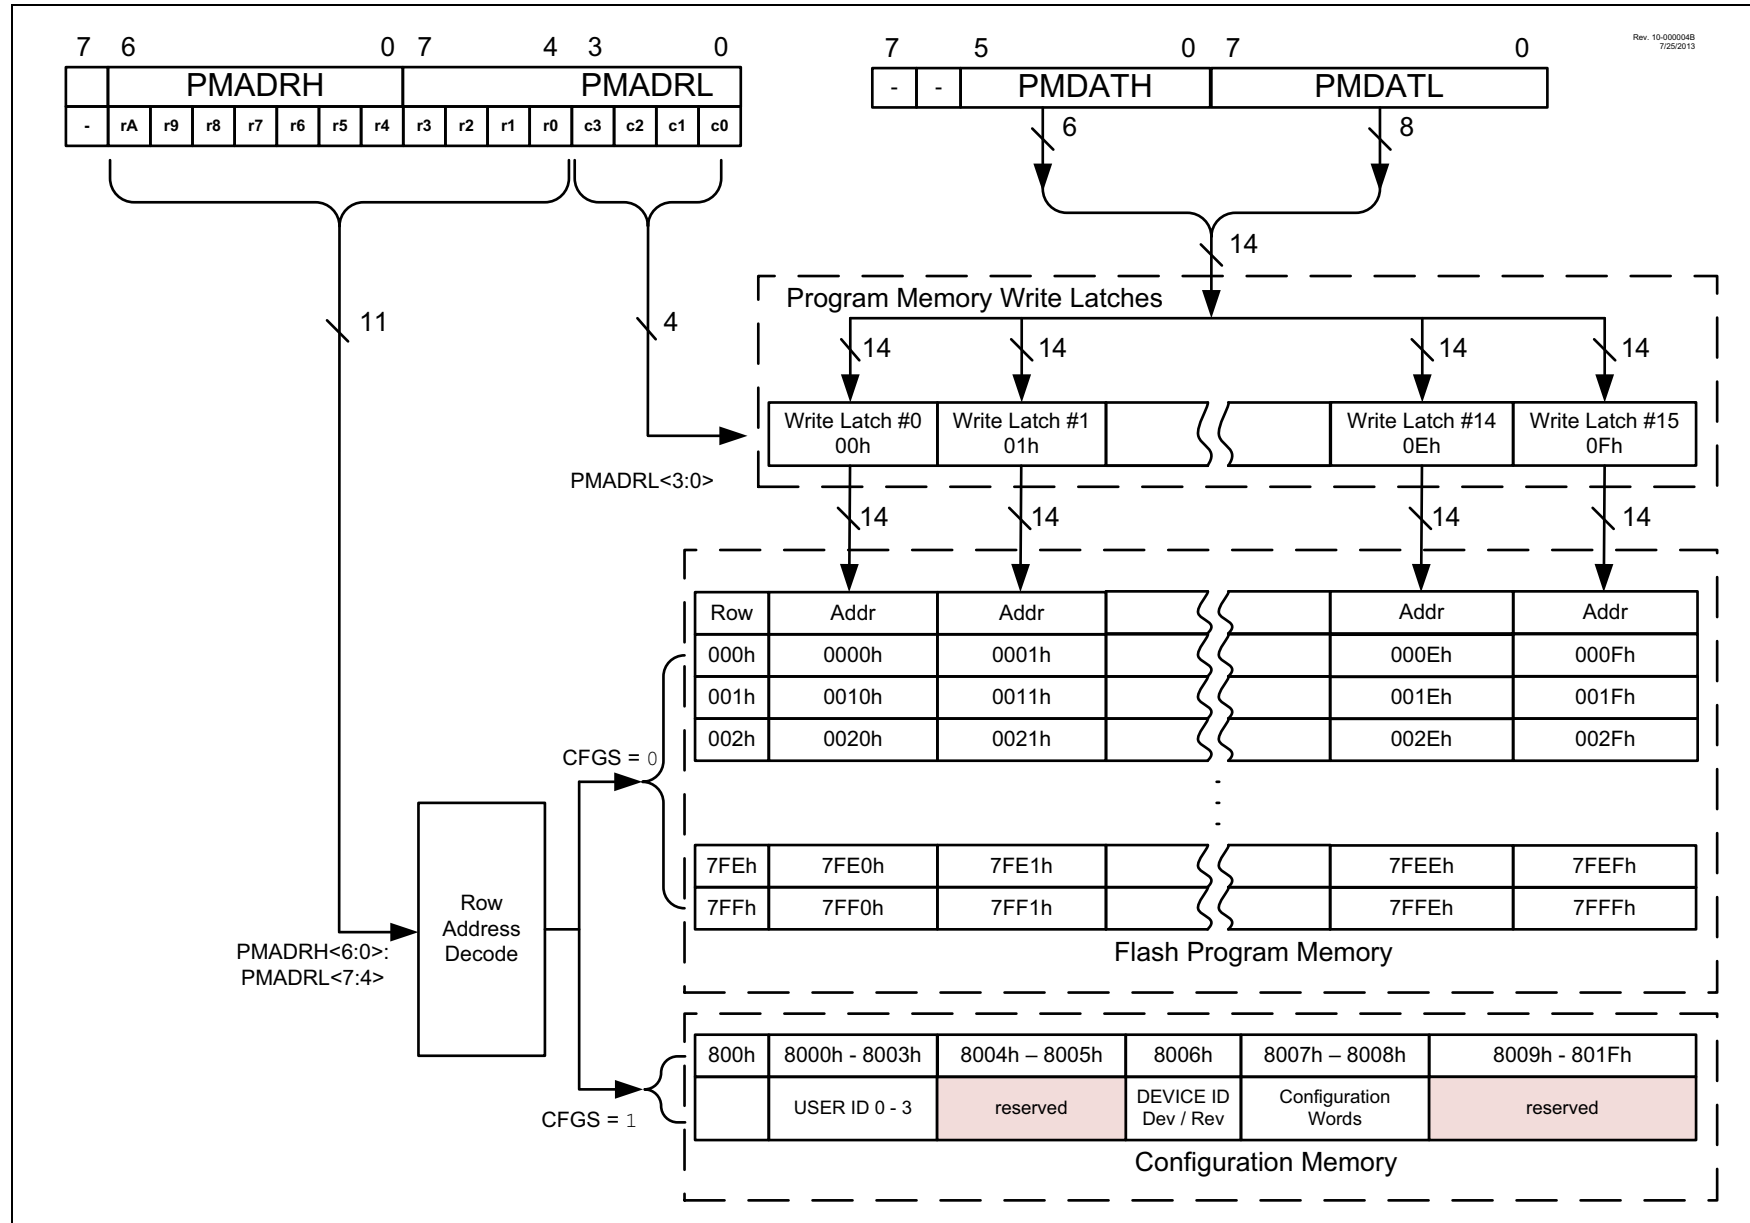 7 6 0 7 4 3 0
7 5 0 7 0
Rev. 10-000004B
7/25/2013
PMADRH PMADRL
- rA r9 r8 r7 r6 r5 r4 r3 r2 r1 r0 c3 c2 c1 c0
- - PMDATH PMDATL
6 8
14
11 4
Program Memory Write Latches
14 14 14 14
Write Latch #0 Write Latch #1 Write Latch #14 Write Latch #15
00h 01h 0Eh 0Fh
PMADRL<3:0>
14 14 14 14
Row Addr Addr Addr Addr
000h 0000h 0001h 000Eh 000Fh
001h 0010h 0011h 001Eh 001Fh
002h 0020h 0021h 002Eh 002Fh
CFGS = 0
7FEh 7FE0h 7FE1h 7FEEh 7FEFh
7FFh 7FF0h 7FF1h 7FFEh 7FFFh
Flash Program Memory
Row
Address
Decode
PMADRH<6:0>:
PMADRL<7:4>
800h 8000h - 8003h 8004h – 8005h 8006h 8007h – 8008h 8009h - 801Fh
USER ID 0 - 3 reserved DEVICE ID Configuration reserved
Dev / Rev Words
CFGS = 1
Configuration Memory